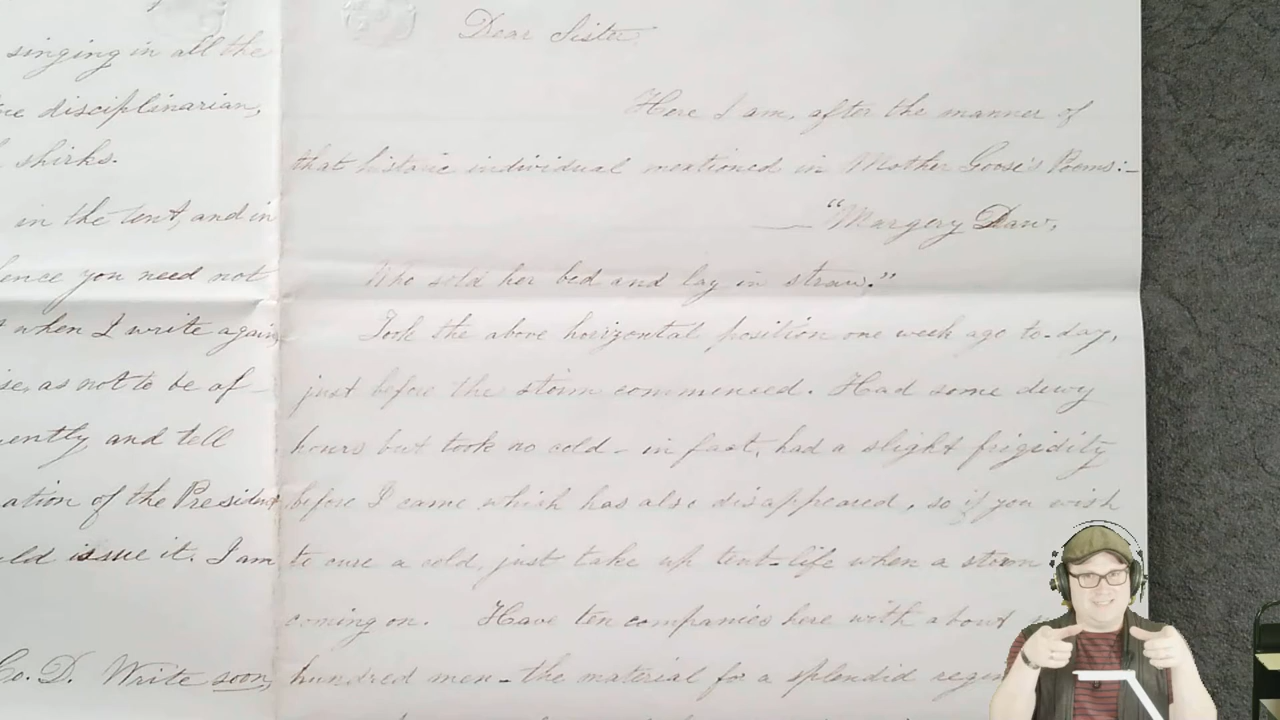 singing in all the
disciplinarian,
shirks.
in the tent, and in
you need not
when I write again,
as not to be af-
and tell
ation of the President
issue it. I am
Co. D. Write soon,
Dear Sister.
Here I am, after the manner of
that historic individual mentioned in Mother Goose's Poems:—
— "Margery Daw,
Who sold her bed and lay in straw."
Took the above horizontal position one week ago to-day,
just before the storm commenced. Had some dewy
hours but took no cold - in fact, had a slight frigidity
before I came which has also disappeared, so if you wish
to cure a cold, just take up tent-life when a storm
coming on. Have ten companies here with about
hundred men - the material for a splendid